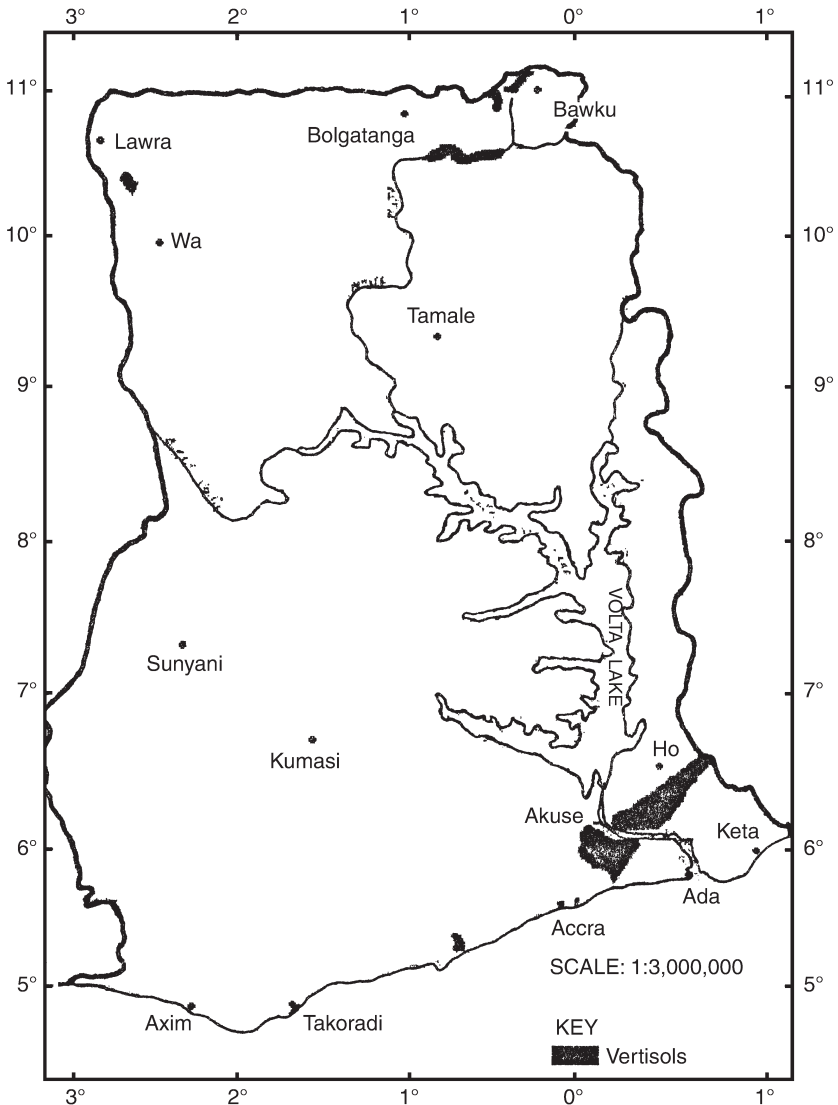 3° 2° 1° 0° 1°
11° 11°
Bawku
Bolgatanga
Lawra
10° 10°
Wa
Tamale
9° 9°
8° 8°
VOLTA LAKE
Sunyani
7° 7°
Ho
Kumasi
Akuse
Keta
6° 6°
Ada
Accra
SCALE: 1:3,000,000
5° 5°
Axim
Takoradi
KEY
Vertisols
3° 2° 1° 0° 1°